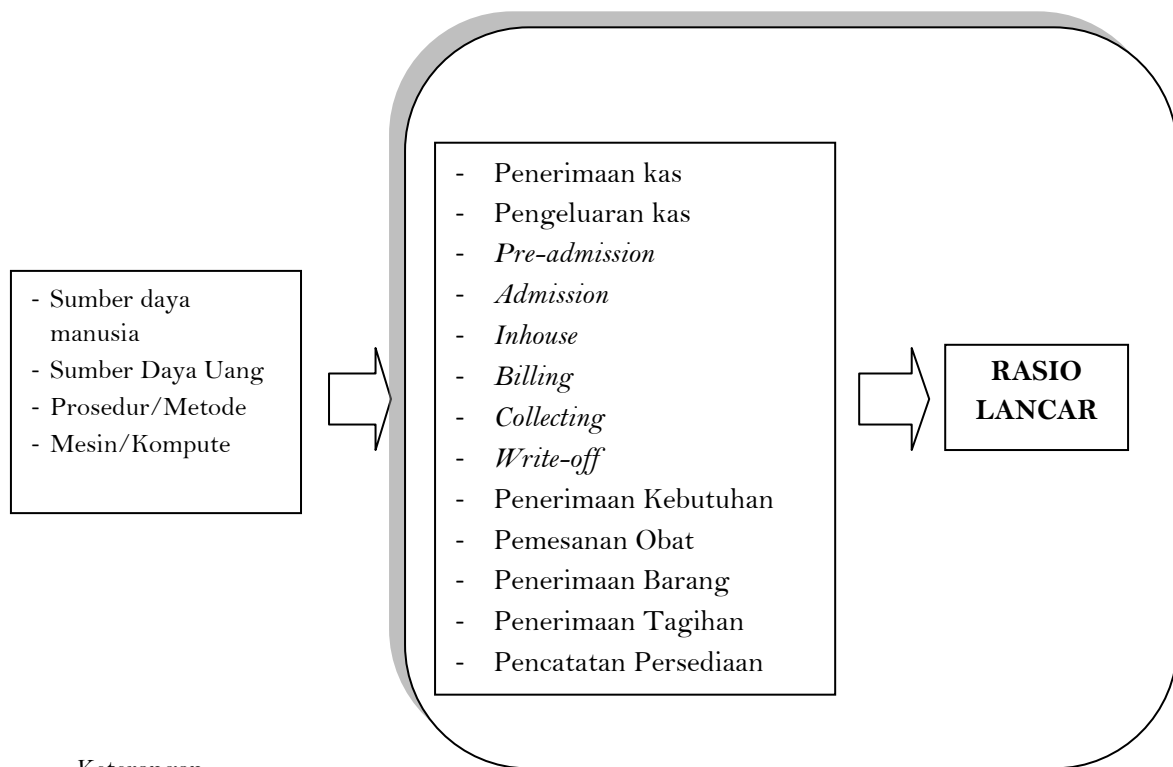 - Sumber daya
manusia
- Sumber Daya Uang
- Prosedur/Metode
- Mesin/Kompute
- Penerimaan kas
- Pengeluaran kas
- Pre-admission
- Admission
- Inhouse
- Billing
- Collecting
- Write-off
- Penerimaan Kebutuhan
- Pemesanan Obat
- Penerimaan Barang
- Penerimaan Tagihan
- Pencatatan Persediaan
RASIO
LANCAR
Keterangan